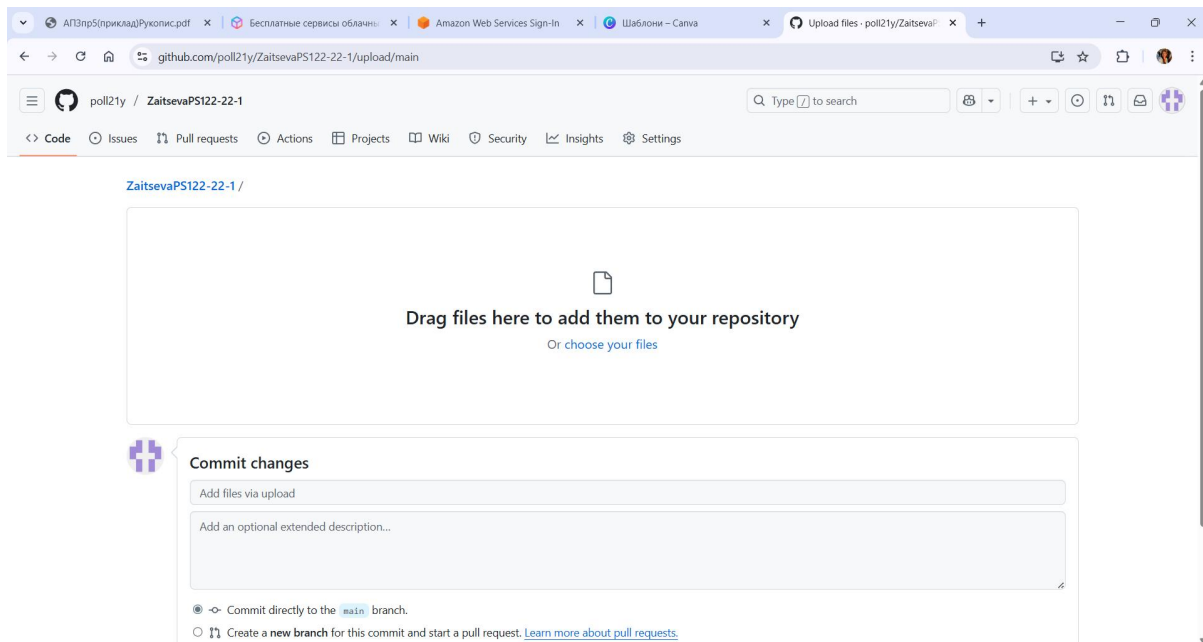 АПЗпр5(приклад)Рукопис.pdf
Бесплатные сервисы облачны
Amazon Web Services Sign-In
Шаблони – Canva
Upload files · poll21y/ZaitsevaP
github.com/poll21y/ZaitsevaPS122-22-1/upload/main
poll21y / ZaitsevaPS122-22-1
Type / to search
Code Issues Pull requests Actions Projects Wiki Security Insights Settings
ZaitsevaPS122-22-1 /
Drag files here to add them to your repository
Or choose your files
Commit changes
Add files via upload
Add an optional extended description...
Commit directly to the main branch.
Create a new branch for this commit and start a pull request. Learn more about pull requests.